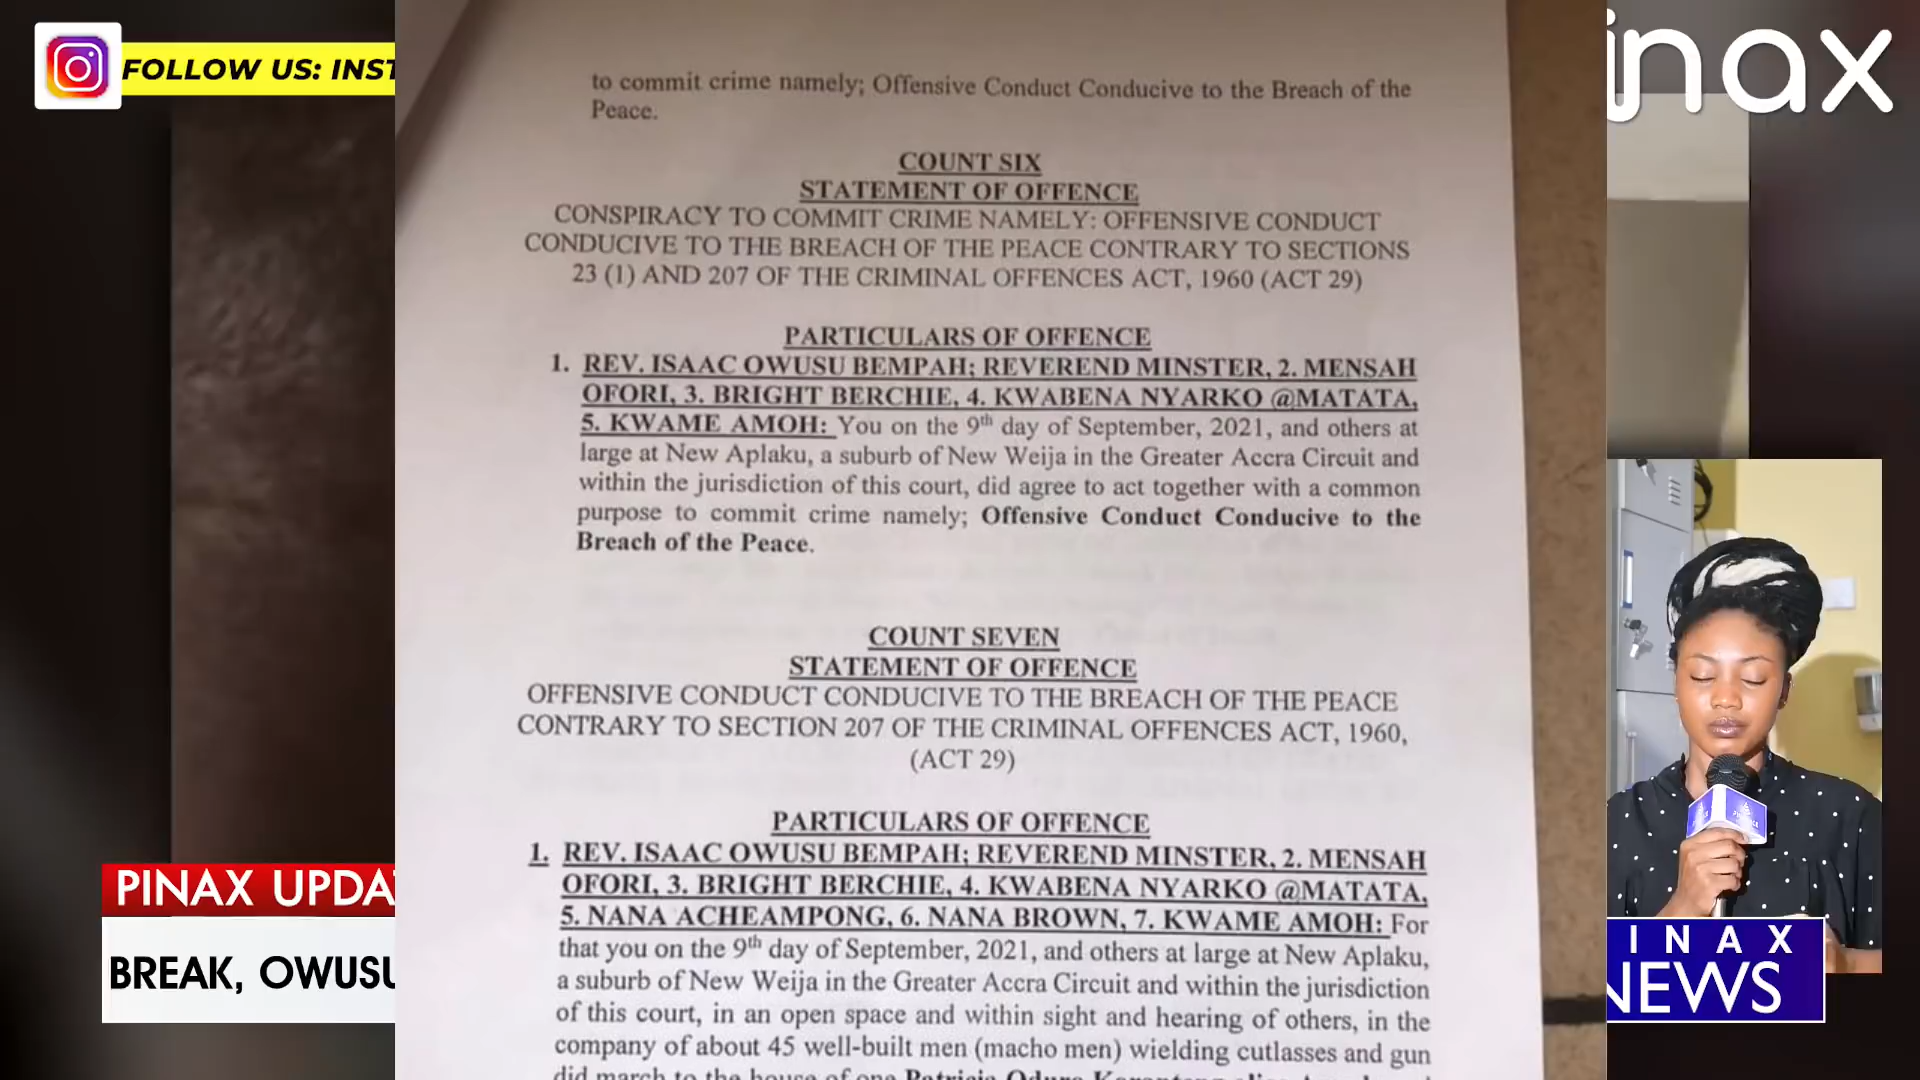 FOLLOW US: INST
inax
to commit crime namely; Offensive Conduct Conducive to the Breach of the
Peace.
COUNT SIX
STATEMENT OF OFFENCE
CONSPIRACY TO COMMIT CRIME NAMELY: OFFENSIVE CONDUCT
CONDUCIVE TO THE BREACH OF THE PEACE CONTRARY TO SECTIONS
23 (1) AND 207 OF THE CRIMINAL OFFENCES ACT, 1960 (ACT 29)
PARTICULARS OF OFFENCE
1. REV. ISAAC OWUSU BEMPAH; REVEREND MINSTER, 2. MENSAH
OFORI, 3. BRIGHT BERCHIE, 4. KWABENA NYARKO @MATATA,
5. KWAME AMOH: You on the 9th day of September, 2021, and others at
large at New Aplaku, a suburb of New Weija in the Greater Accra Circuit and
within the jurisdiction of this court, did agree to act together with a common
purpose to commit crime namely; Offensive Conduct Conducive to the
Breach of the Peace.
COUNT SEVEN
STATEMENT OF OFFENCE
OFFENSIVE CONDUCT CONDUCIVE TO THE BREACH OF THE PEACE
CONTRARY TO SECTION 207 OF THE CRIMINAL OFFENCES ACT, 1960,
(ACT 29)
PARTICULARS OF OFFENCE
1. REV. ISAAC OWUSU BEMPAH; REVEREND MINSTER, 2. MENSAH
OFORI, 3. BRIGHT BERCHIE, 4. KWABENA NYARKO @MATATA,
5. NANA ACHEAMPONG, 6. NANA BROWN, 7. KWAME AMOH: For
that you on the 9th day of September, 2021, and others at large at New Aplaku,
a suburb of New Weija in the Greater Accra Circuit and within the jurisdiction
of this court, in an open space and within sight and hearing of others, in the
company of about 45 well-built men (macho men) wielding cutlasses and gun
did march to the house of one Patricia Oduro
PINAX UPDA
BREAK, OWUSU
INAX
NEWS